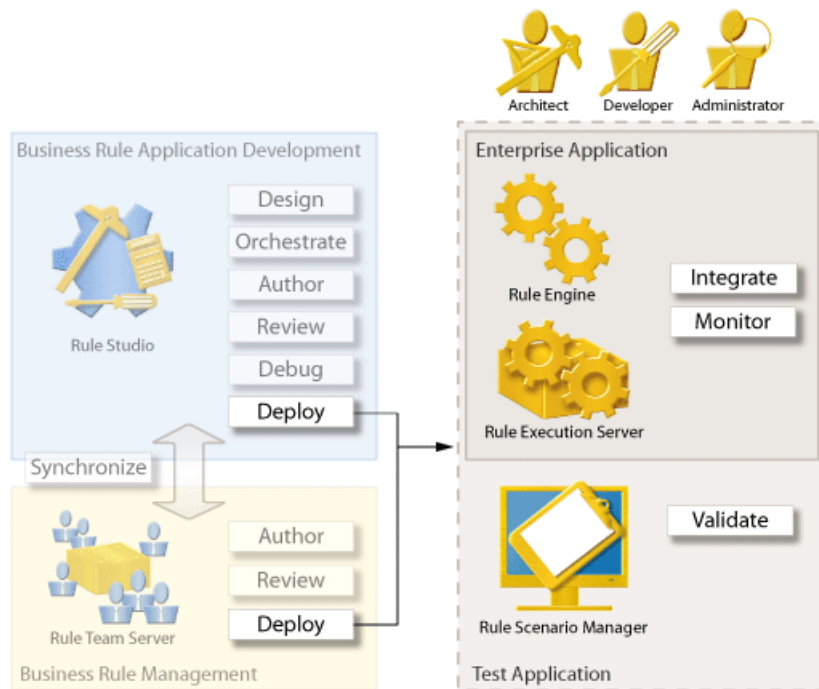 Architect
Developer
Administrator
Business Rule Application Development
Design
Orchestrate
Author
Review
Debug
Deploy
Rule Studio
Synchronize
Author
Review
Deploy
Rule Team Server
Business Rule Management
Enterprise Application
Rule Engine
Integrate
Monitor
Rule Execution Server
Validate
Rule Scenario Manager
Test Application